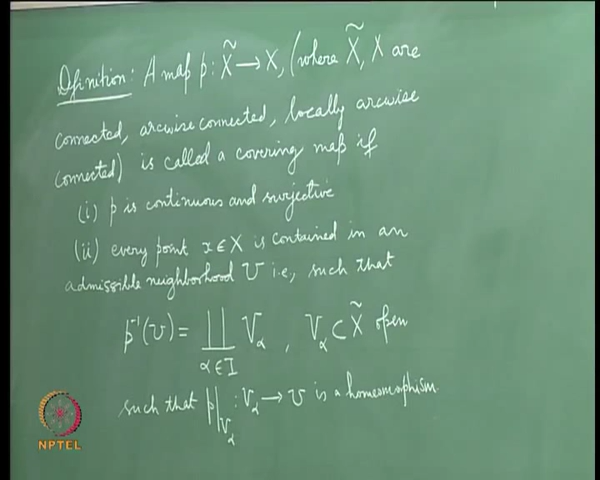 Definition: A map p: X̃ → X, (where X̃, X are
connected, arcwise connected, locally arcwise
connected) is called a covering map if
(i) p is continuous and surjective
(ii) every point x ∈ X is contained in an
admissible neighborhood U i.e, such that
p⁻¹(U) = ∐_{α∈I} V_α , V_α ⊂ X̃ open
such that p|_{V_α} : V_α → U is a homeomorphism.
NPTEL